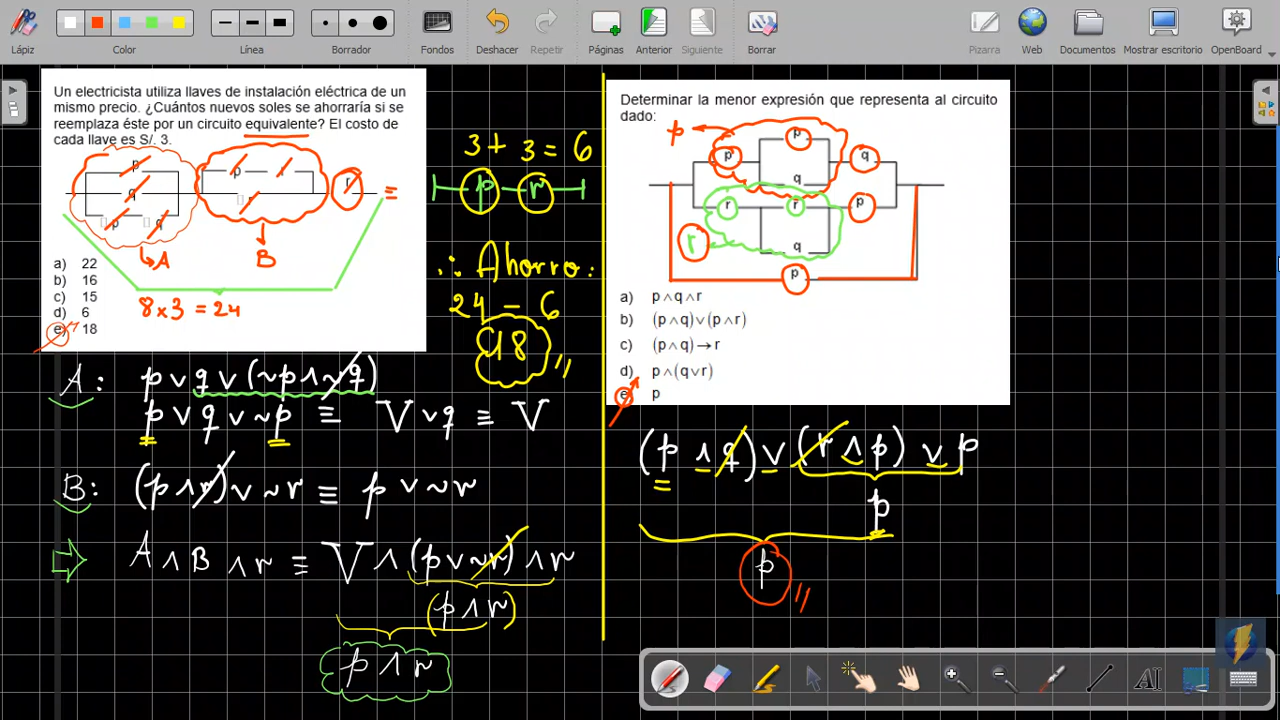 Lápiz
Color
Línea
Borrador
Fondos
Deshacer
Repetir
Páginas
Anterior
Siguiente
Borrar
Pizarra
Web
Documentos
Mostrar escritorio
OpenBoard
Un electricista utiliza llaves de instalación eléctrica de un
mismo precio. ¿Cuántos nuevos soles se ahorraría si se
reemplaza éste por un circuito equivalente? El costo de
cada llave es S/. 3.
p
q
p q
p
r
≡
A
B
a) 22
b) 16
c) 15
d) 6
e) 18
8x3 = 24
3 + 3 = 6
p r
∴ Ahorro:
24 - 6
18
A: p ∨ q ∨ (~p ∧ ~q)
p ∨ q ∨ ~p ≡ V ∨ q ≡ V
B: (p ∧ r) ∨ ~r ≡ p ∨ ~r
⇒ A ∧ B ∧ r ≡ V ∧ (p ∨ ~r) ∧ r
(p ∧ r)
p ∧ r
Determinar la menor expresión que representa al circuito
dado:
p
p
p q
q
r r p
r
q
p
a) p ∧ q ∧ r
b) (p ∧ q) ∨ (p ∧ r)
c) (p ∧ q) → r
d) p ∧ (q ∨ r)
e p
(p ∧ q) ∨ (r ∧ p) ∨ p
p
p